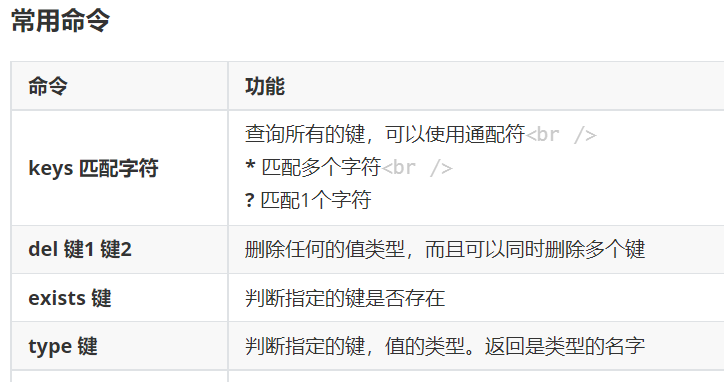 常用命令
命令 功能
keys 匹配字符 查询所有的键，可以使用通配符<br />
* 匹配多个字符<br />
? 匹配1个字符
del 键1 键2 删除任何的值类型，而且可以同时删除多个键
exists 键 判断指定的键是否存在
type 键 判断指定的键，值的类型。返回是类型的名字